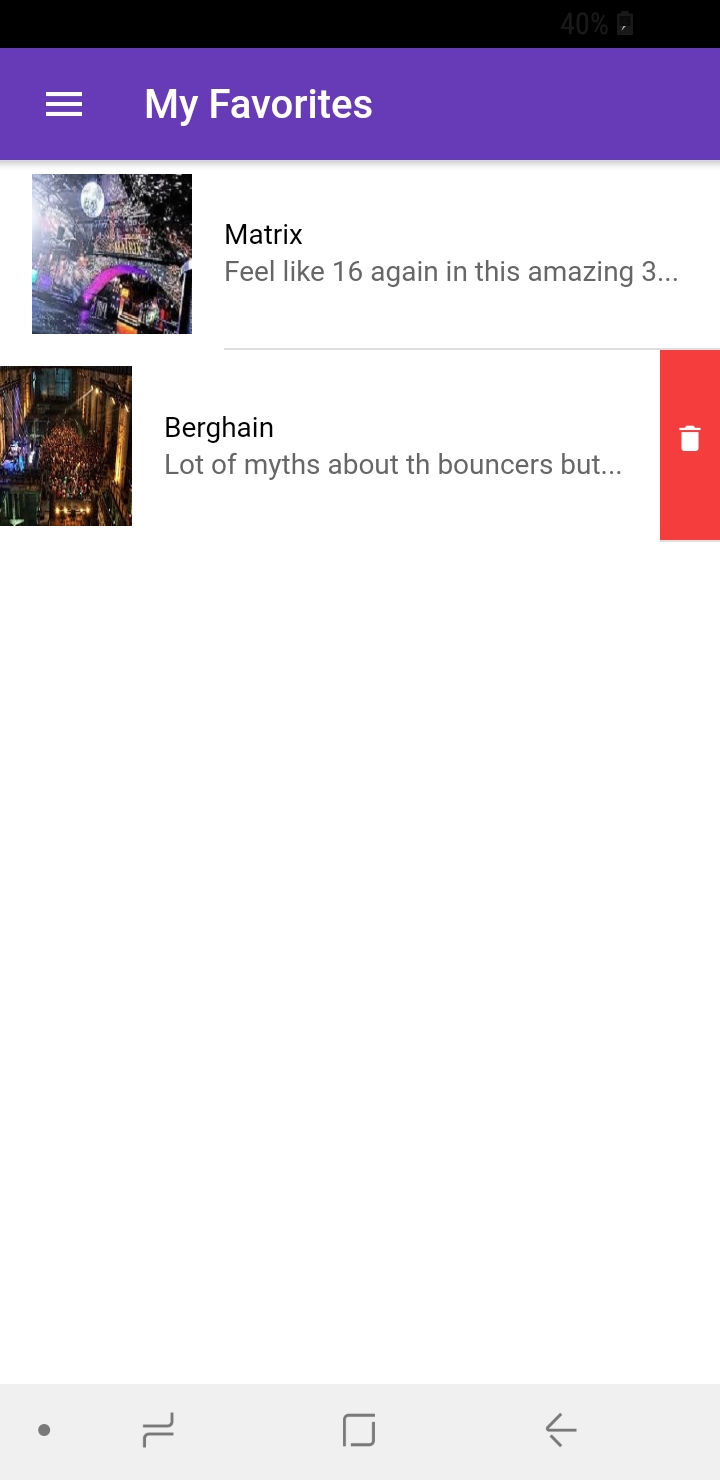 40%
My Favorites
Matrix
Feel like 16 again in this amazing 3...
Berghain
Lot of myths about th bouncers but...